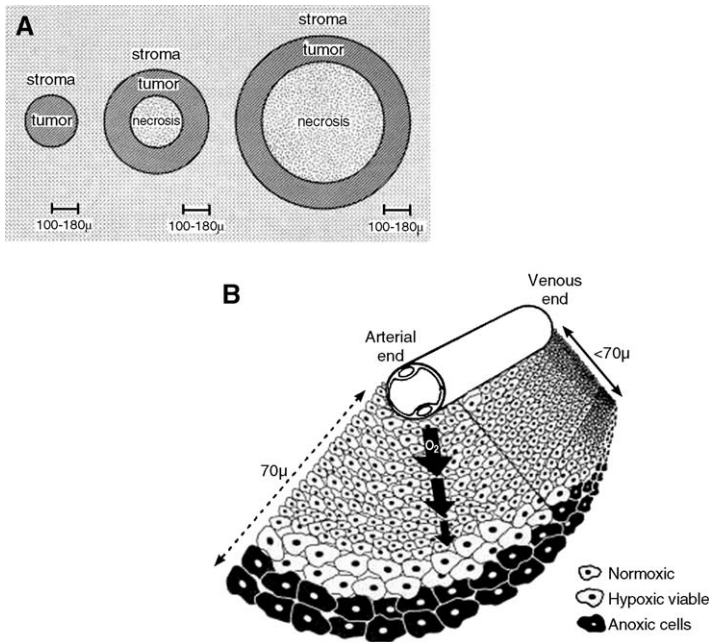 A
stroma
tumor
100-180μ
stroma
tumor
necrosis
100-180μ
stroma
tumor
necrosis
100-180μ
B
Venous
end
Arterial
end
<70μ
O₂
70μ
Normoxic
Hypoxic viable
Anoxic cells